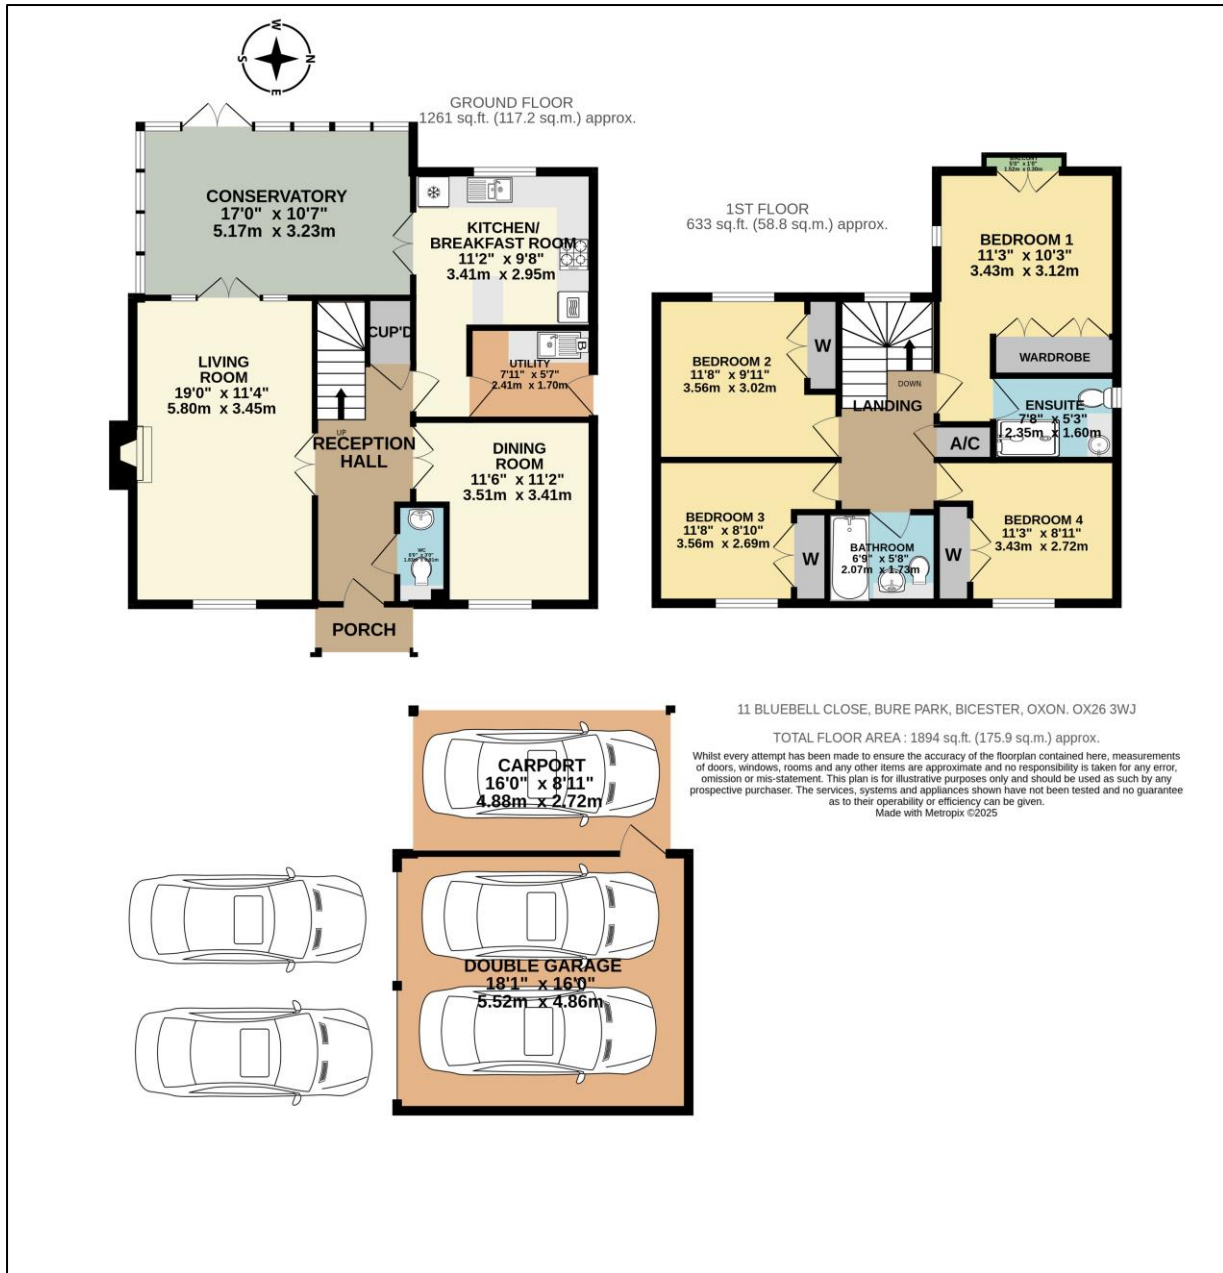 W
N
S
E
GROUND FLOOR
1261 sq.ft. (117.2 sq.m.) approx.
CONSERVATORY
17'0" x 10'7"
5.17m x 3.23m
KITCHEN/
BREAKFAST ROOM
11'2" x 9'8"
3.41m x 2.95m
CUP'D
UTILITY
7'11" x 5'7"
2.41m x 1.70m
B
LIVING
ROOM
19'0" x 11'4"
5.80m x 3.45m
UP
RECEPTION
HALL
DINING
ROOM
11'6" x 11'2"
3.51m x 3.41m
WC
PORCH
1ST FLOOR
633 sq.ft. (58.8 sq.m.) approx.
BALCONY
BEDROOM 1
11'3" x 10'3"
3.43m x 3.12m
WARDROBE
BEDROOM 2
11'8" x 9'11"
3.56m x 3.02m
W
DOWN
LANDING
ENSUITE
7'8" x 5'3"
2.35m x 1.60m
A/C
BEDROOM 3
11'8" x 8'10"
3.56m x 2.69m
W
BATHROOM
6'9" x 5'8"
2.07m x 1.73m
W
BEDROOM 4
11'3" x 8'11"
3.43m x 2.72m
CARPORT
16'0" x 8'11"
4.88m x 2.72m
DOUBLE GARAGE
18'1" x 16'0"
5.52m x 4.86m
11 BLUEBELL CLOSE, BURE PARK, BICESTER, OXON. OX26 3WJ
TOTAL FLOOR AREA : 1894 sq.ft. (175.9 sq.m.) approx.
Whilst every attempt has been made to ensure the accuracy of the floorplan contained here, measurements
of doors, windows, rooms and any other items are approximate and no responsibility is taken for any error,
omission or mis-statement. This plan is for illustrative purposes only and should be used as such by any
prospective purchaser. The services, systems and appliances shown have not been tested and no guarantee
as to their operability or efficiency can be given.
Made with Metropix ©2025